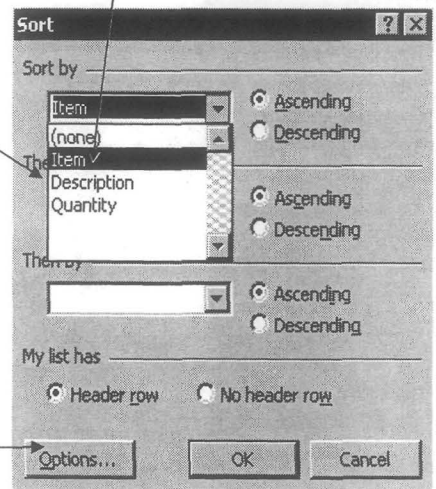 Sort
Sort by
Item
Ascending
Descending
(none)
Item
Description
Quantity
Ascending
Descending
Then by
Ascending
Descending
My list has
Header row
No header row
Options...
OK
Cancel